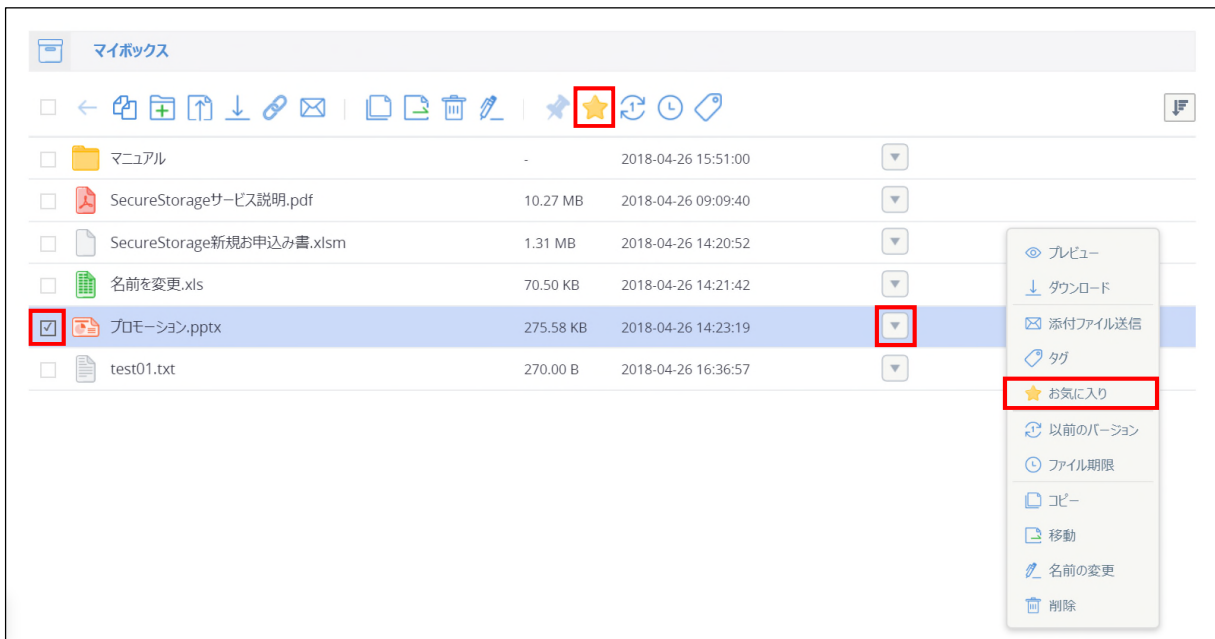 マイボックス
マニュアル - 2018-04-26 15:51:00
SecureStorageサービス説明.pdf 10.27 MB 2018-04-26 09:09:40
SecureStorage新規お申込み書.xlsm 1.31 MB 2018-04-26 14:20:52
名前を変更.xls 70.50 KB 2018-04-26 14:21:42
プロモーション.pptx 275.58 KB 2018-04-26 14:23:19
test01.txt 270.00 B 2018-04-26 16:36:57
プレビュー
ダウンロード
添付ファイル送信
タグ
お気に入り
以前のバージョン
ファイル期限
コピー
移動
名前の変更
削除